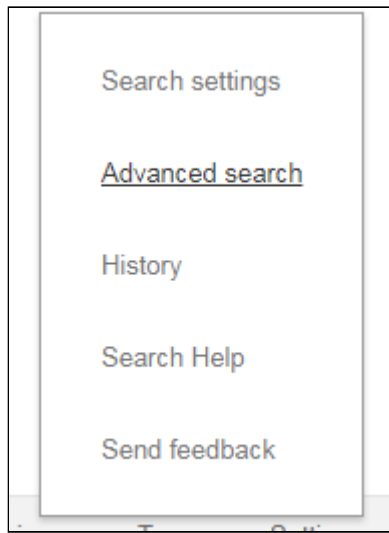 Search settings
Advanced search
History
Search Help
Send feedback